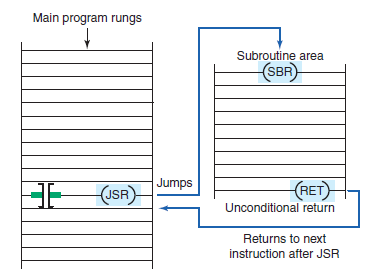 Main program rungs
Subroutine area
SBR
JSR
Jumps
RET
Unconditional return
Returns to next
instruction after JSR